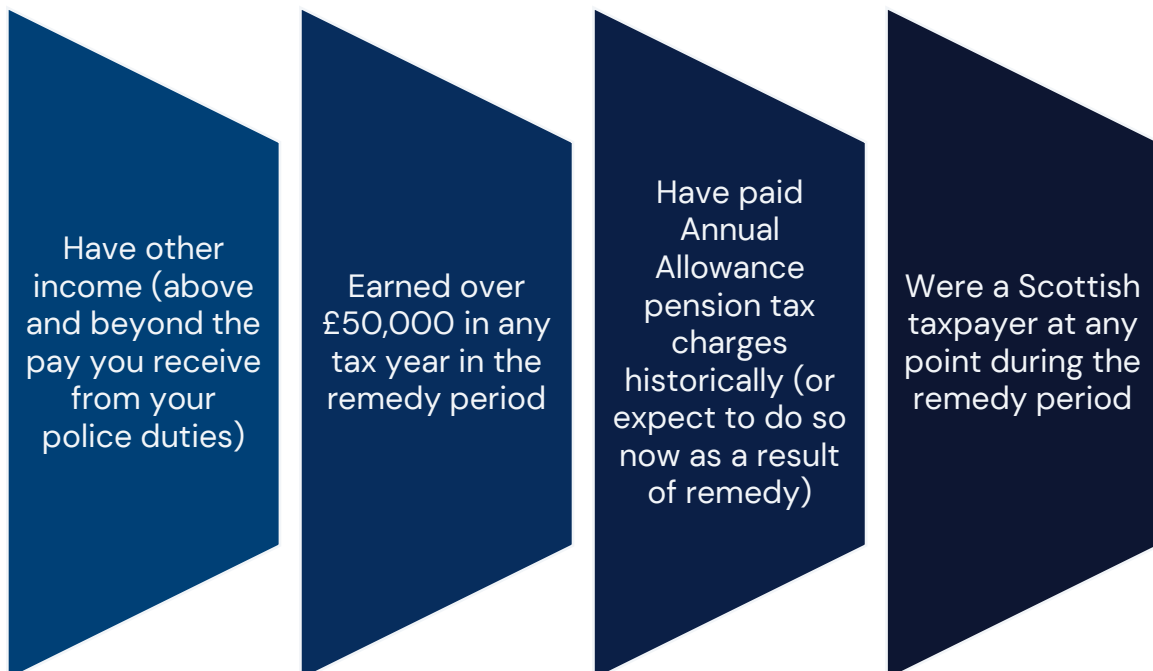 Have other
income (above
and beyond the
pay you receive
from your
police duties)
Earned over
£50,000 in any
tax year in the
remedy period
Have paid
Annual
Allowance
pension tax
charges
historically (or
expect to do so
now as a result
of remedy)
Were a Scottish
taxpayer at any
point during the
remedy period